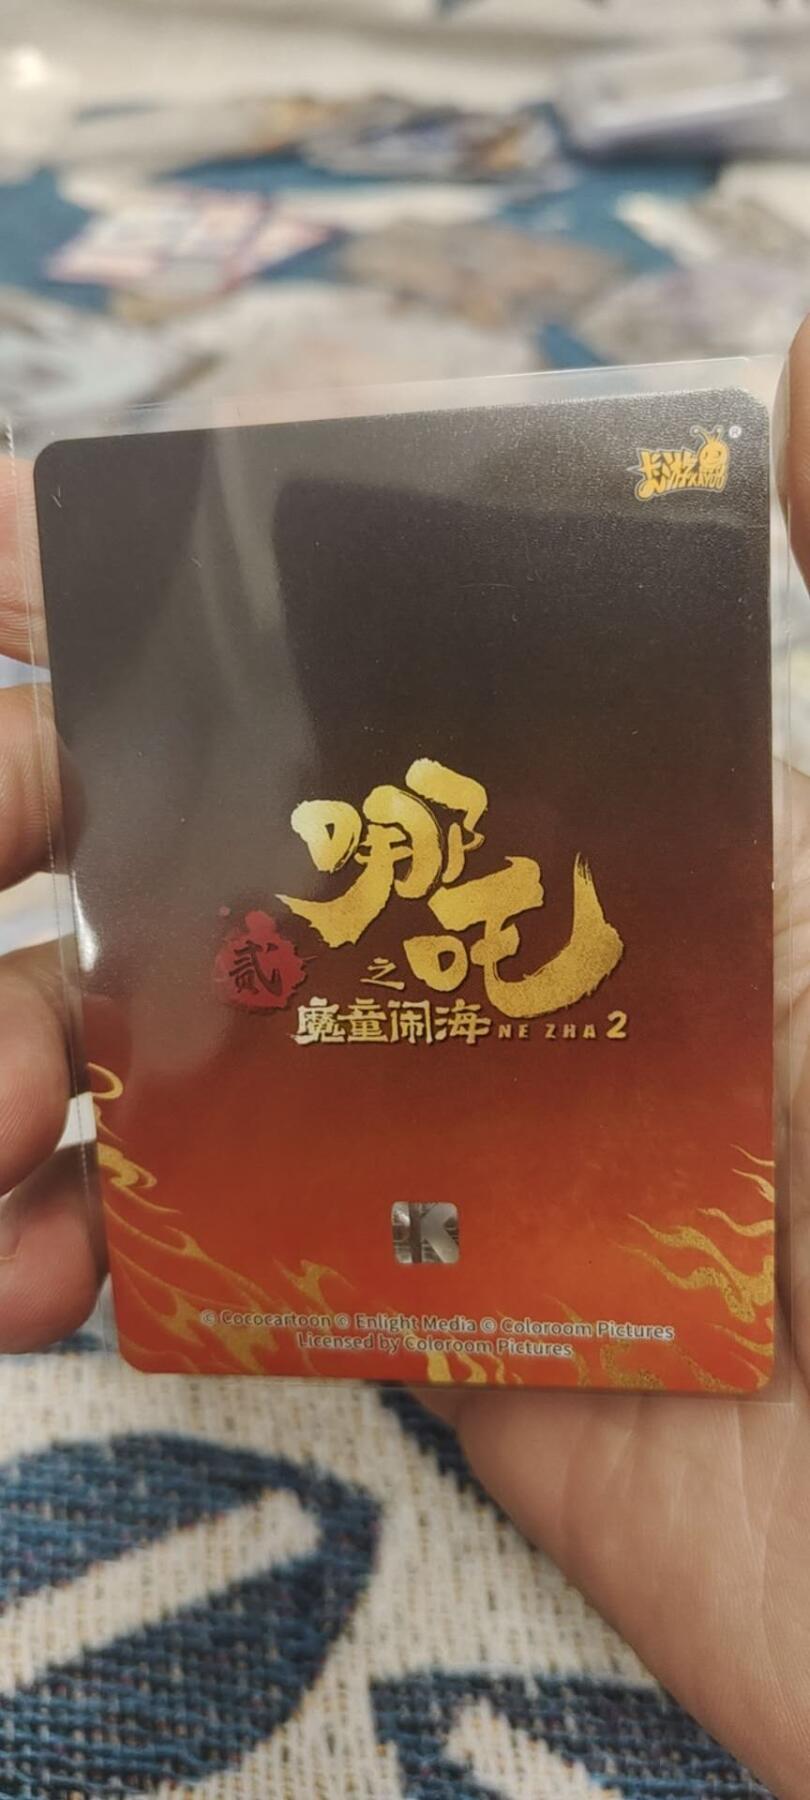 卡游 KAYOU ®
哪吒
贰 之
魔童闹海 NE ZHA 2
K
© Cococartoon © Enlight Media © Coloroom Pictures
Licensed by Coloroom Pictures